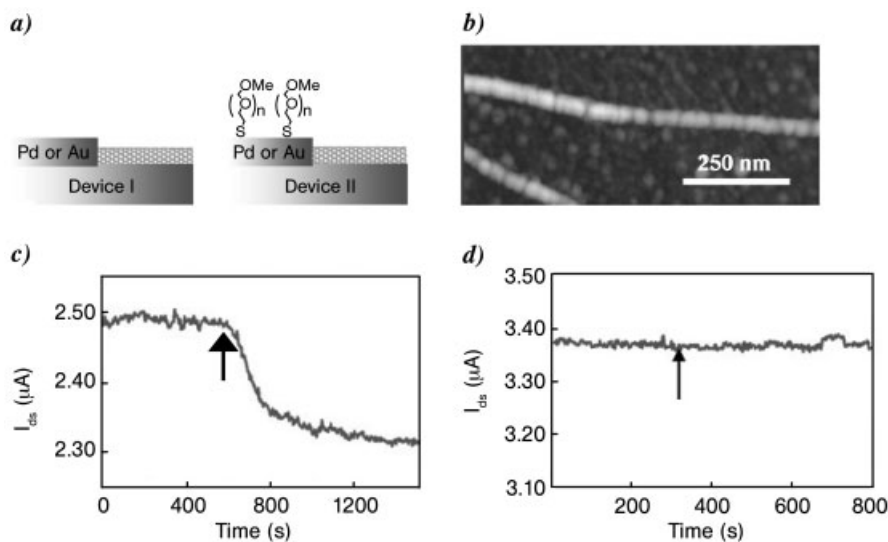 a)
OMe OMe
(O)n (O)n
S S
Pd or Au
Device I
Pd or Au
Device II
b)
250 nm
c)
2.50
2.40
2.30
Ids (µA)
0 400 800 1200
Time (s)
d)
3.50
3.40
3.30
3.20
3.10
Ids (µA)
200 400 600 800
Time (s)